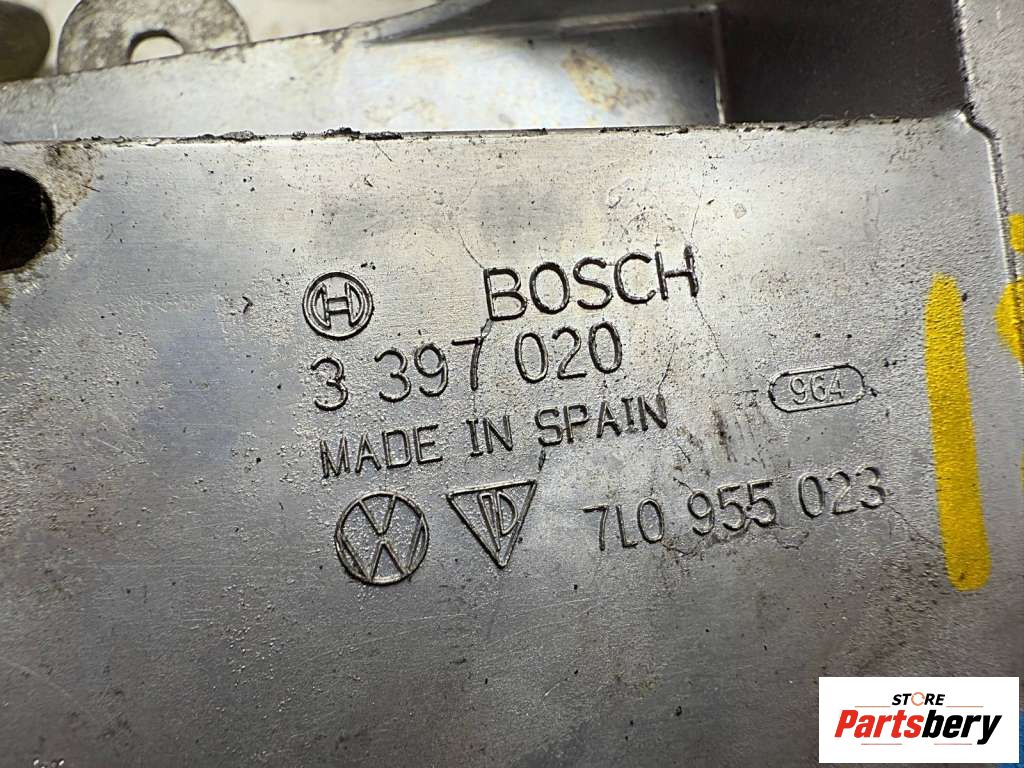 BOSCH
3 397 020
MADE IN SPAIN
964
7L0 955 023
STORE
Partsbery